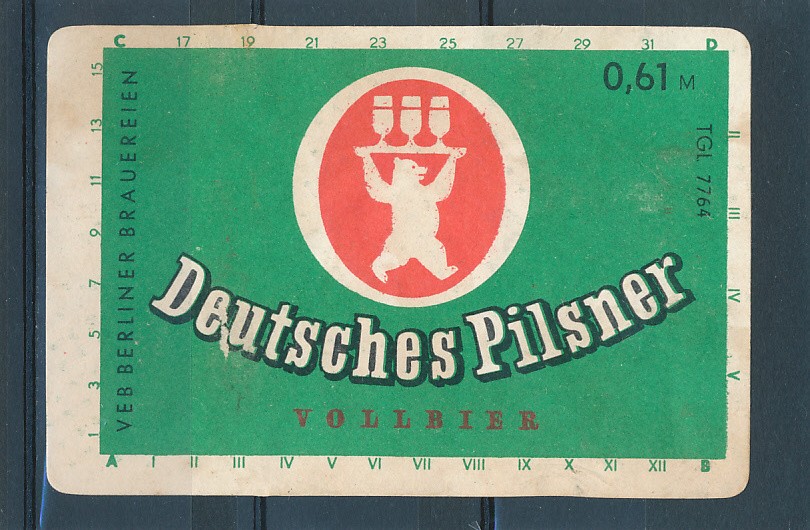 C 17 19 21 23 25 27 29 31 D
0,61 M
15 13 11 9 7 5 3 1
VEB BERLINER BRAUEREIEN
TGL 7764
II III IV V
Deutsches Pilsner
VOLLBIER
A I II III IV V VI VII VIII IX X XI XII B